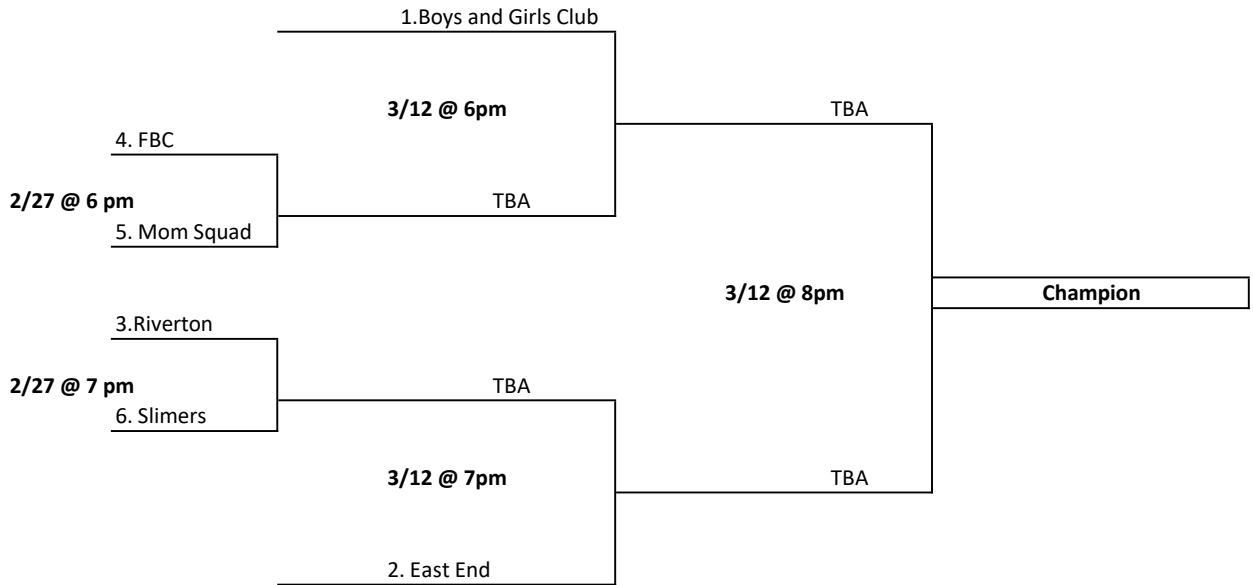 1.Boys and Girls Club
3/12 @ 6pm
TBA
4. FBC
2/27 @ 6 pm
TBA
5. Mom Squad
3/12 @ 8pm
Champion
3.Riverton
2/27 @ 7 pm
TBA
6. Slimers
3/12 @ 7pm
TBA
2. East End